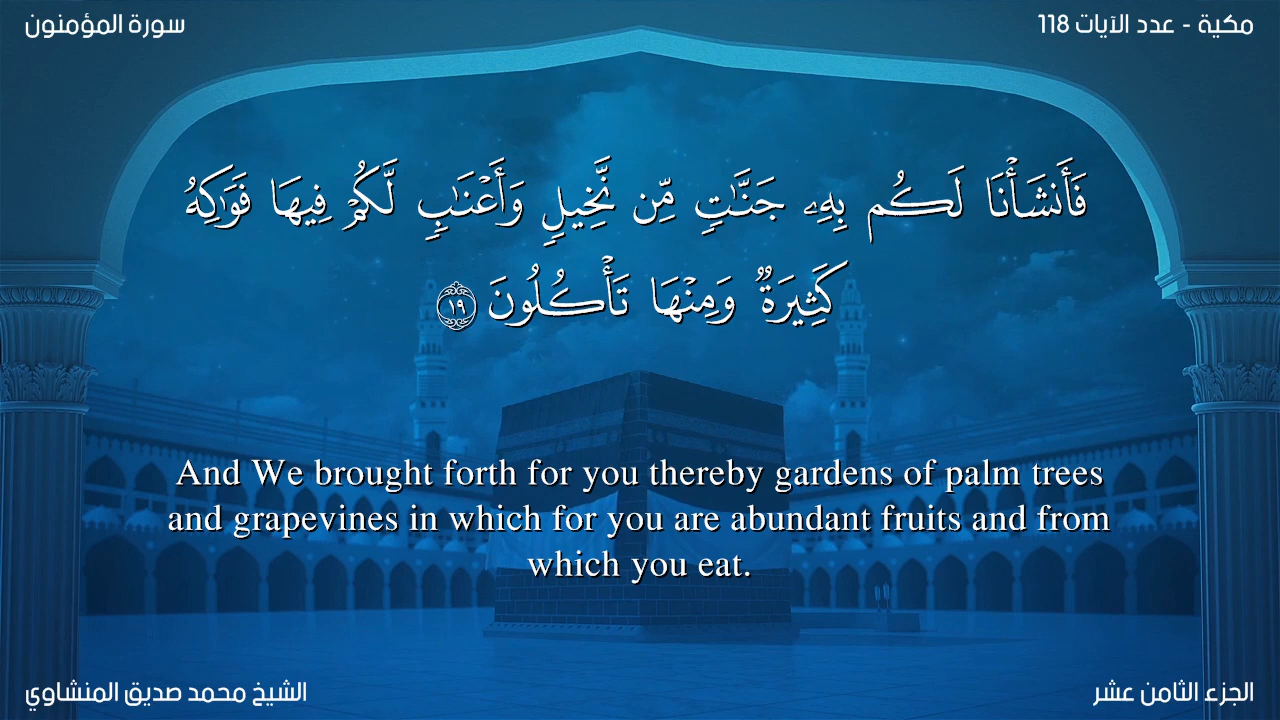 سورة المؤمنون
مكية - عدد الآيات 118
فَأَنشَأْنَا لَكُم بِهِۦ جَنَّـٰتٍ مِّن نَّخِيلٍ وَأَعْنَـٰبٍ لَّكُمْ فِيهَا فَوَٰكِهُ
كَثِيرَةٌ وَمِنْهَا تَأْكُلُونَ ١٩
And We brought forth for you thereby gardens of palm trees
and grapevines in which for you are abundant fruits and from
which you eat.
الشيخ محمد صديق المنشاوي
الجزء الثامن عشر